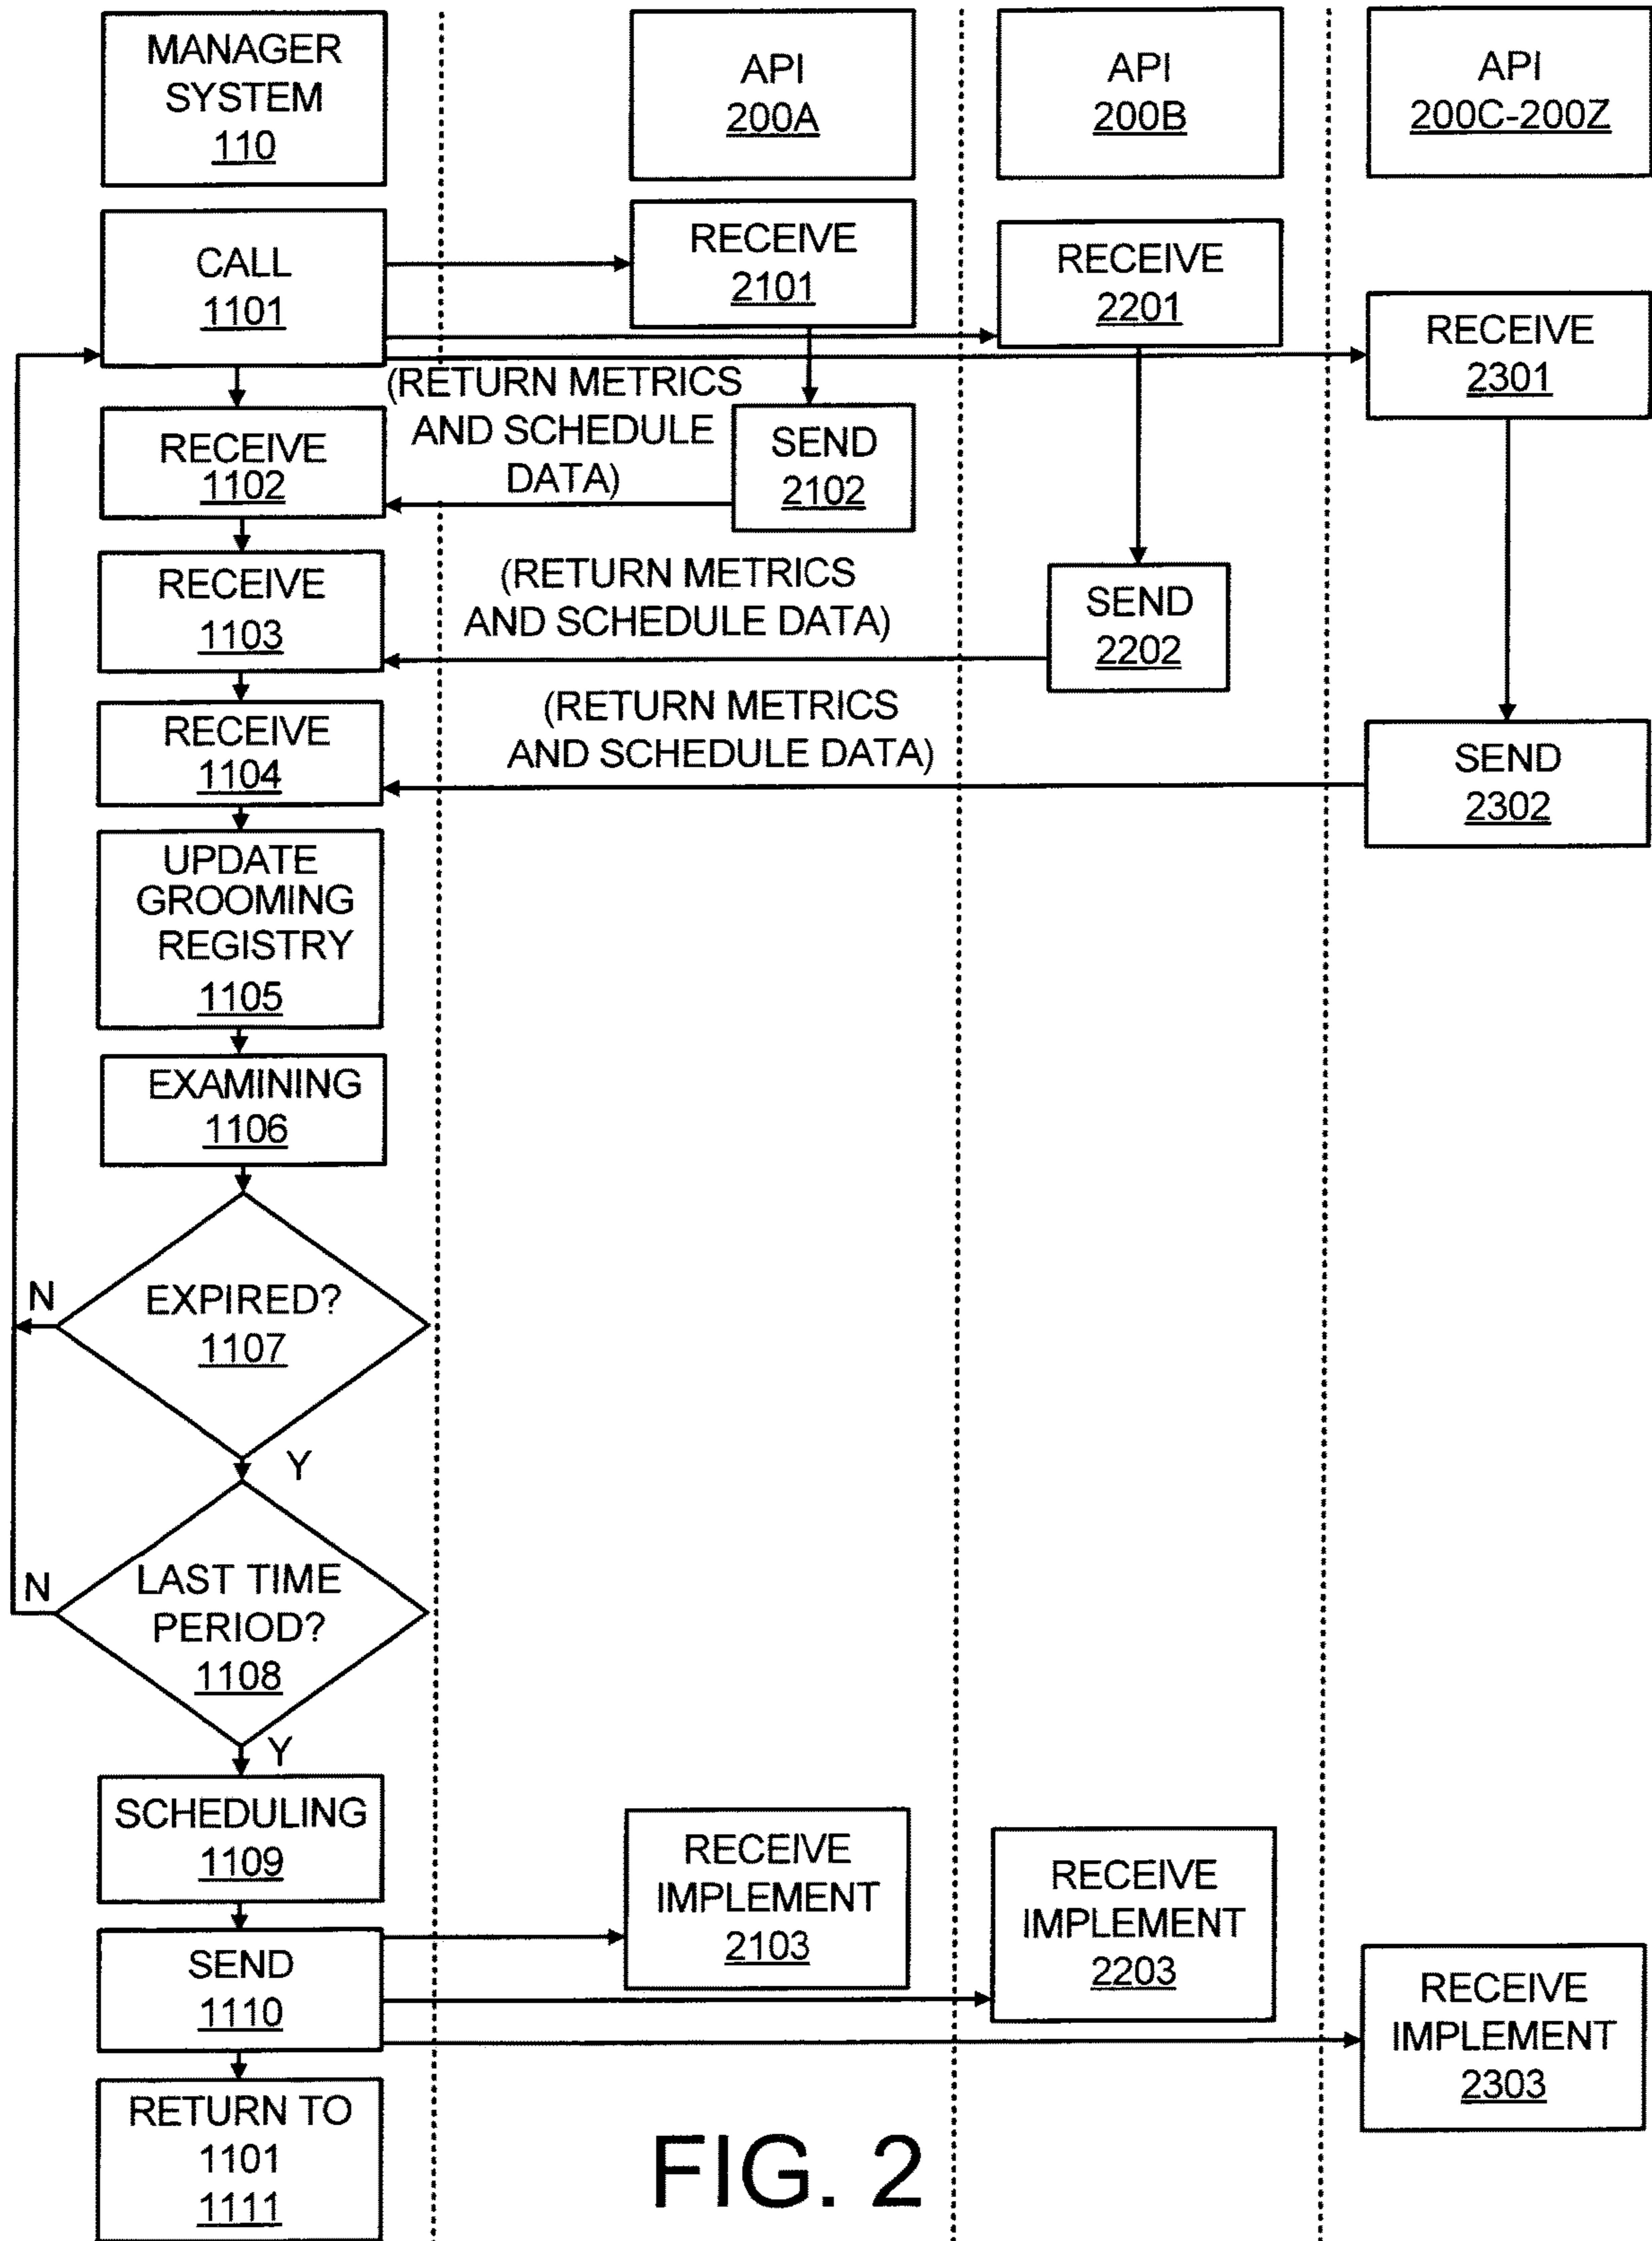 MANAGER
SYSTEM
110
API
200A
API
200B
API
200C-200Z
CALL
1101
RECEIVE
2101
RECEIVE
2201
RECEIVE
2301
(RETURN METRICS
AND SCHEDULE
DATA)
RECEIVE
1102
SEND
2102
RECEIVE
1103
(RETURN METRICS
AND SCHEDULE DATA)
SEND
2202
RECEIVE
1104
(RETURN METRICS
AND SCHEDULE DATA)
SEND
2302
UPDATE
GROOMING
REGISTRY
1105
EXAMINING
1106
N
EXPIRED?
1107
Y
N
LAST TIME
PERIOD?
1108
Y
SCHEDULING
1109
RECEIVE
IMPLEMENT
2103
RECEIVE
IMPLEMENT
2203
SEND
1110
RECEIVE
IMPLEMENT
2303
RETURN TO
1101
1111
FIG. 2